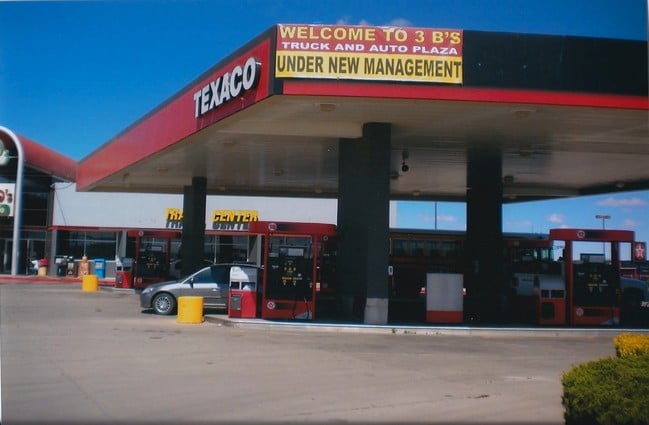 WELCOME TO 3 B'S
TRUCK AND AUTO PLAZA
UNDER NEW MANAGEMENT
TEXACO
CENTER